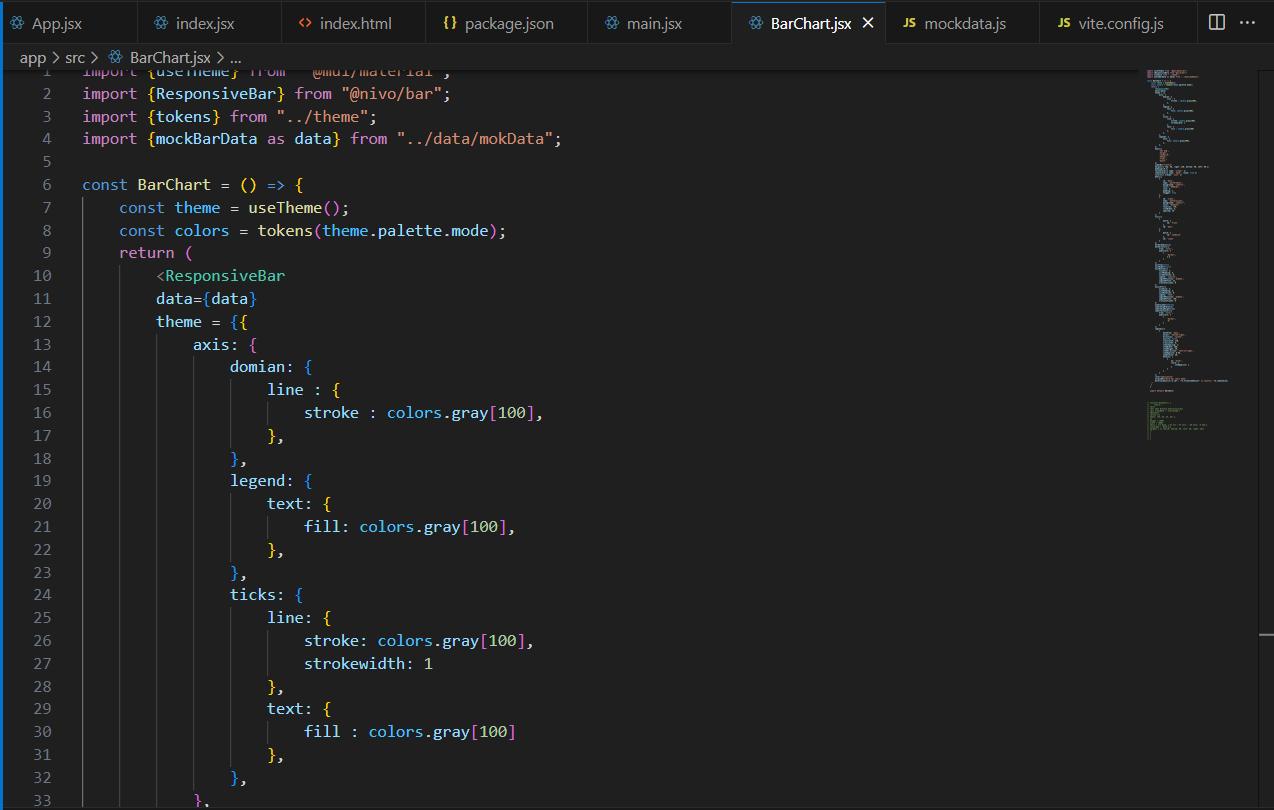 App.jsx index.jsx index.html {} package.json main.jsx BarChart.jsx JS mockdata.js JS vite.config.js
app > src > BarChart.jsx > ...
1 import {useTheme} from "@mui/material";
2 import {ResponsiveBar} from "@nivo/bar";
3 import {tokens} from "../theme";
4 import {mockBarData as data} from "../data/mokData";
5
6 const BarChart = () => {
7 const theme = useTheme();
8 const colors = tokens(theme.palette.mode);
9 return (
10 <ResponsiveBar
11 data={data}
12 theme = {{
13 axis: {
14 domian: {
15 line : {
16 stroke : colors.gray[100],
17 },
18 },
19 legend: {
20 text: {
21 fill: colors.gray[100],
22 },
23 },
24 ticks: {
25 line: {
26 stroke: colors.gray[100],
27 strokewidth: 1
28 },
29 text: {
30 fill : colors.gray[100]
31 },
32 },
33 },